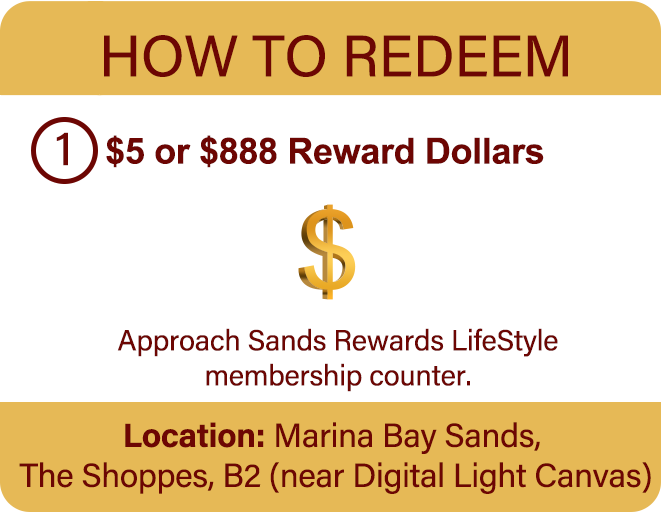 HOW TO REDEEM
1 $5 or $888 Reward Dollars
$
Approach Sands Rewards LifeStyle
membership counter.
Location: Marina Bay Sands,
The Shoppes, B2 (near Digital Light Canvas)